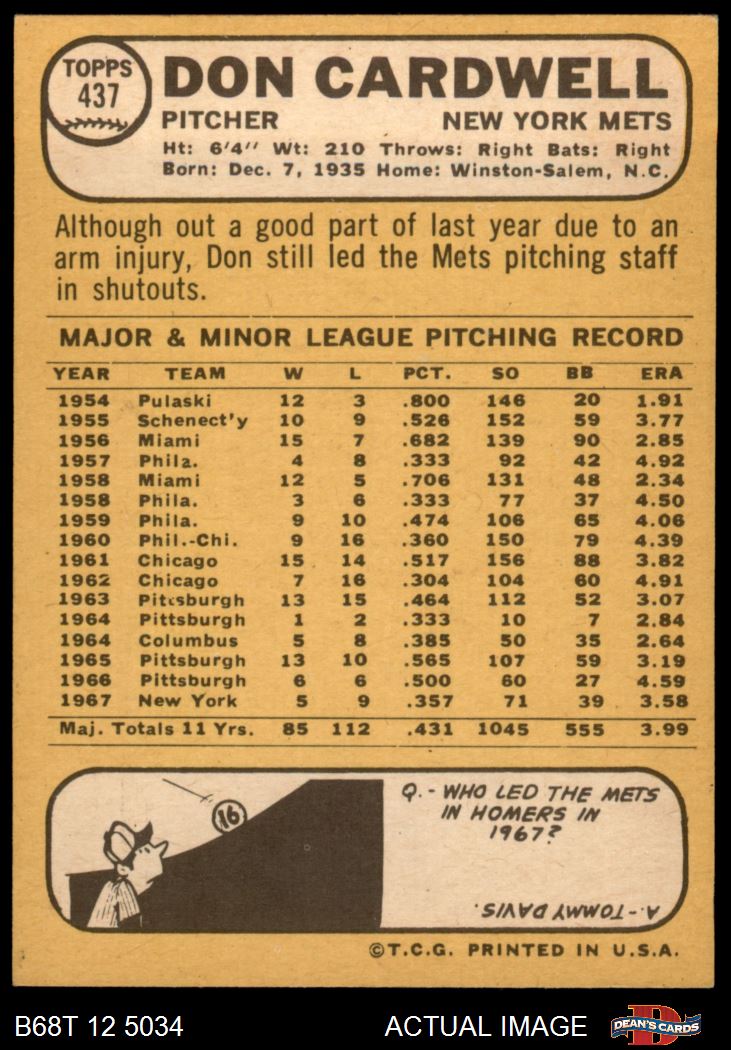 TOPPS
437
DON CARDWELL
PITCHER NEW YORK METS
Ht: 6'4" Wt: 210 Throws: Right Bats: Right
Born: Dec. 7, 1935 Home: Winston-Salem, N.C.
Although out a good part of last year due to an
arm injury, Don still led the Mets pitching staff
in shutouts.
MAJOR & MINOR LEAGUE PITCHING RECORD
YEAR TEAM W L PCT. SO BB ERA
1954 Pulaski 12 3 .800 146 20 1.91
1955 Schenect'y 10 9 .526 152 59 3.77
1956 Miami 15 7 .682 139 90 2.85
1957 Phila. 4 8 .333 92 42 4.92
1958 Miami 12 5 .706 131 48 2.34
1958 Phila. 3 6 .333 77 37 4.50
1959 Phila. 9 10 .474 106 65 4.06
1960 Phil.-Chi. 9 16 .360 150 79 4.39
1961 Chicago 15 14 .517 156 88 3.82
1962 Chicago 7 16 .304 104 60 4.91
1963 Pittsburgh 13 15 .464 112 52 3.07
1964 Pittsburgh 1 2 .333 10 7 2.84
1964 Columbus 5 8 .385 50 35 2.64
1965 Pittsburgh 13 10 .565 107 59 3.19
1966 Pittsburgh 6 6 .500 60 27 4.59
1967 New York 5 9 .357 71 39 3.58
Maj. Totals 11 Yrs. 85 112 .431 1045 555 3.99
16
Q.- WHO LED THE METS
IN HOMERS IN
1967?
A.- TOMMY DAVIS.
©T.C.G. PRINTED IN U.S.A.
B68T 12 5034 ACTUAL IMAGE
D
DEAN'S CARDS